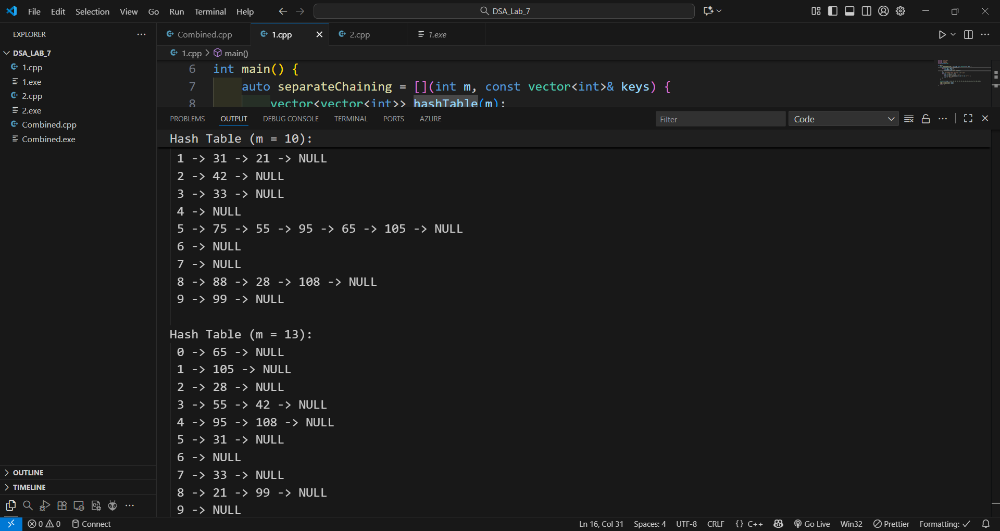 File Edit Selection View Go Run Terminal Help DSA_Lab_7
EXPLORER
DSA_LAB_7
1.cpp
1.exe
2.cpp
2.exe
Combined.cpp
Combined.exe
OUTLINE
TIMELINE
Combined.cpp 1.cpp 2.cpp 1.exe
1.cpp main()
6 int main() {
7 auto separateChaining = [](int m, const vector<int>& keys) {
8 vector<vector<int>> hashTable(m);
PROBLEMS OUTPUT DEBUG CONSOLE TERMINAL PORTS AZURE Filter Code
Hash Table (m = 10):
1 -> 31 -> 21 -> NULL
2 -> 42 -> NULL
3 -> 33 -> NULL
4 -> NULL
5 -> 75 -> 55 -> 95 -> 65 -> 105 -> NULL
6 -> NULL
7 -> NULL
8 -> 88 -> 28 -> 108 -> NULL
9 -> 99 -> NULL
Hash Table (m = 13):
0 -> 65 -> NULL
1 -> 105 -> NULL
2 -> 28 -> NULL
3 -> 55 -> 42 -> NULL
4 -> 95 -> 108 -> NULL
5 -> 31 -> NULL
6 -> NULL
7 -> 33 -> NULL
8 -> 21 -> 99 -> NULL
9 -> NULL
0 0 Connect Ln 16, Col 31 Spaces: 4 UTF-8 CRLF {} C++ Go Live Win32 Prettier Formatting: ✓